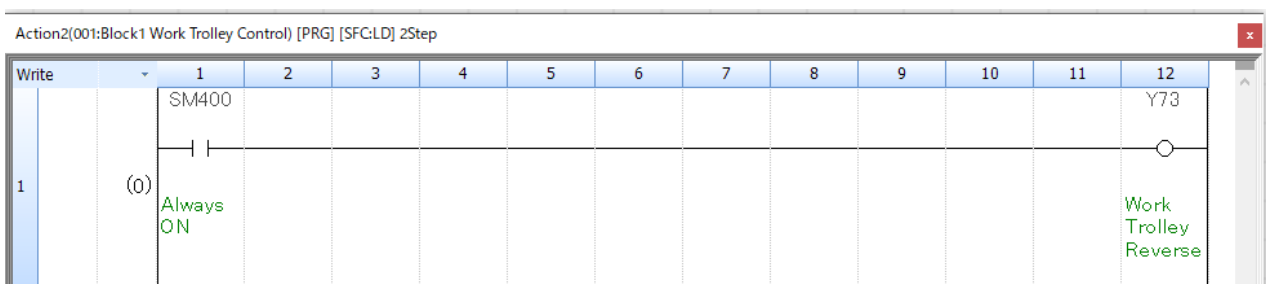 Action2(001:Block1 Work Trolley Control) [PRG] [SFC:LD] 2Step
x
Write 1 2 3 4 5 6 7 8 9 10 11 12
SM400 Y73
1 (0)
Always Work
ON Trolley
Reverse